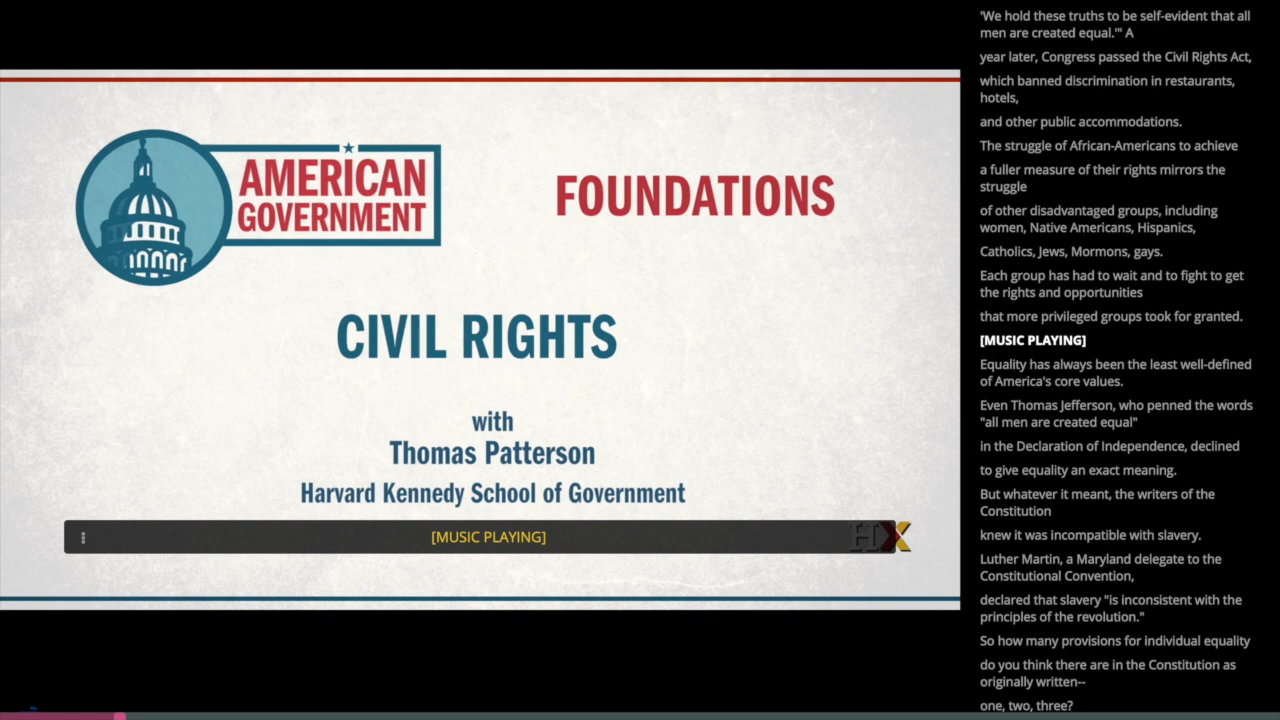 AMERICAN
GOVERNMENT
FOUNDATIONS
CIVIL RIGHTS
with
Thomas Patterson
Harvard Kennedy School of Government
[MUSIC PLAYING]
HX
'We hold these truths to be self-evident that all
men are created equal.'" A
year later, Congress passed the Civil Rights Act,
which banned discrimination in restaurants,
hotels,
and other public accommodations.
The struggle of African-Americans to achieve
a fuller measure of their rights mirrors the
struggle
of other disadvantaged groups, including
women, Native Americans, Hispanics,
Catholics, Jews, Mormons, gays.
Each group has had to wait and to fight to get
the rights and opportunities
that more privileged groups took for granted.
[MUSIC PLAYING]
Equality has always been the least well-defined
of America's core values.
Even Thomas Jefferson, who penned the words
"all men are created equal"
in the Declaration of Independence, declined
to give equality an exact meaning.
But whatever it meant, the writers of the
Constitution
knew it was incompatible with slavery.
Luther Martin, a Maryland delegate to the
Constitutional Convention,
declared that slavery "is inconsistent with the
principles of the revolution."
So how many provisions for individual equality
do you think there are in the Constitution as
originally written--
one, two, three?